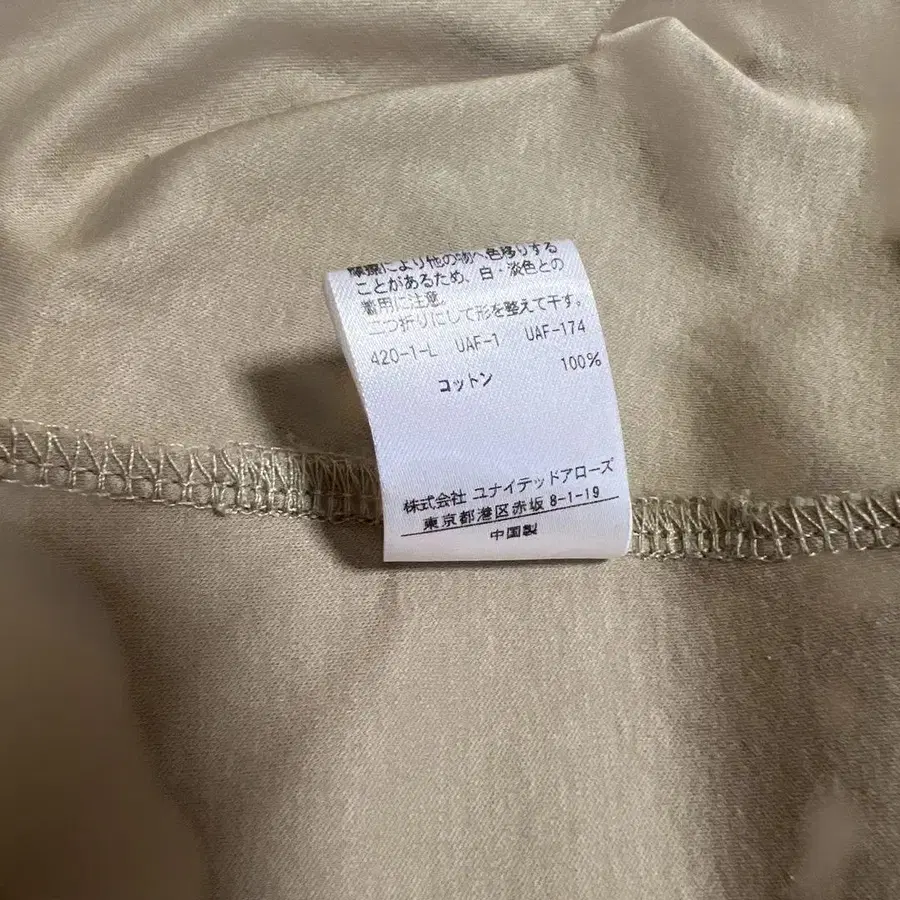 摩擦により他の物へ色移りする
ことがあるため、白・淡色との
着用に注意
二つ折りにして形を整えて干す。
420-1-L UAF-1 UAF-174
コットン 100%
株式会社 ユナイテッドアローズ
東京都港区赤坂 8-1-19
中国製